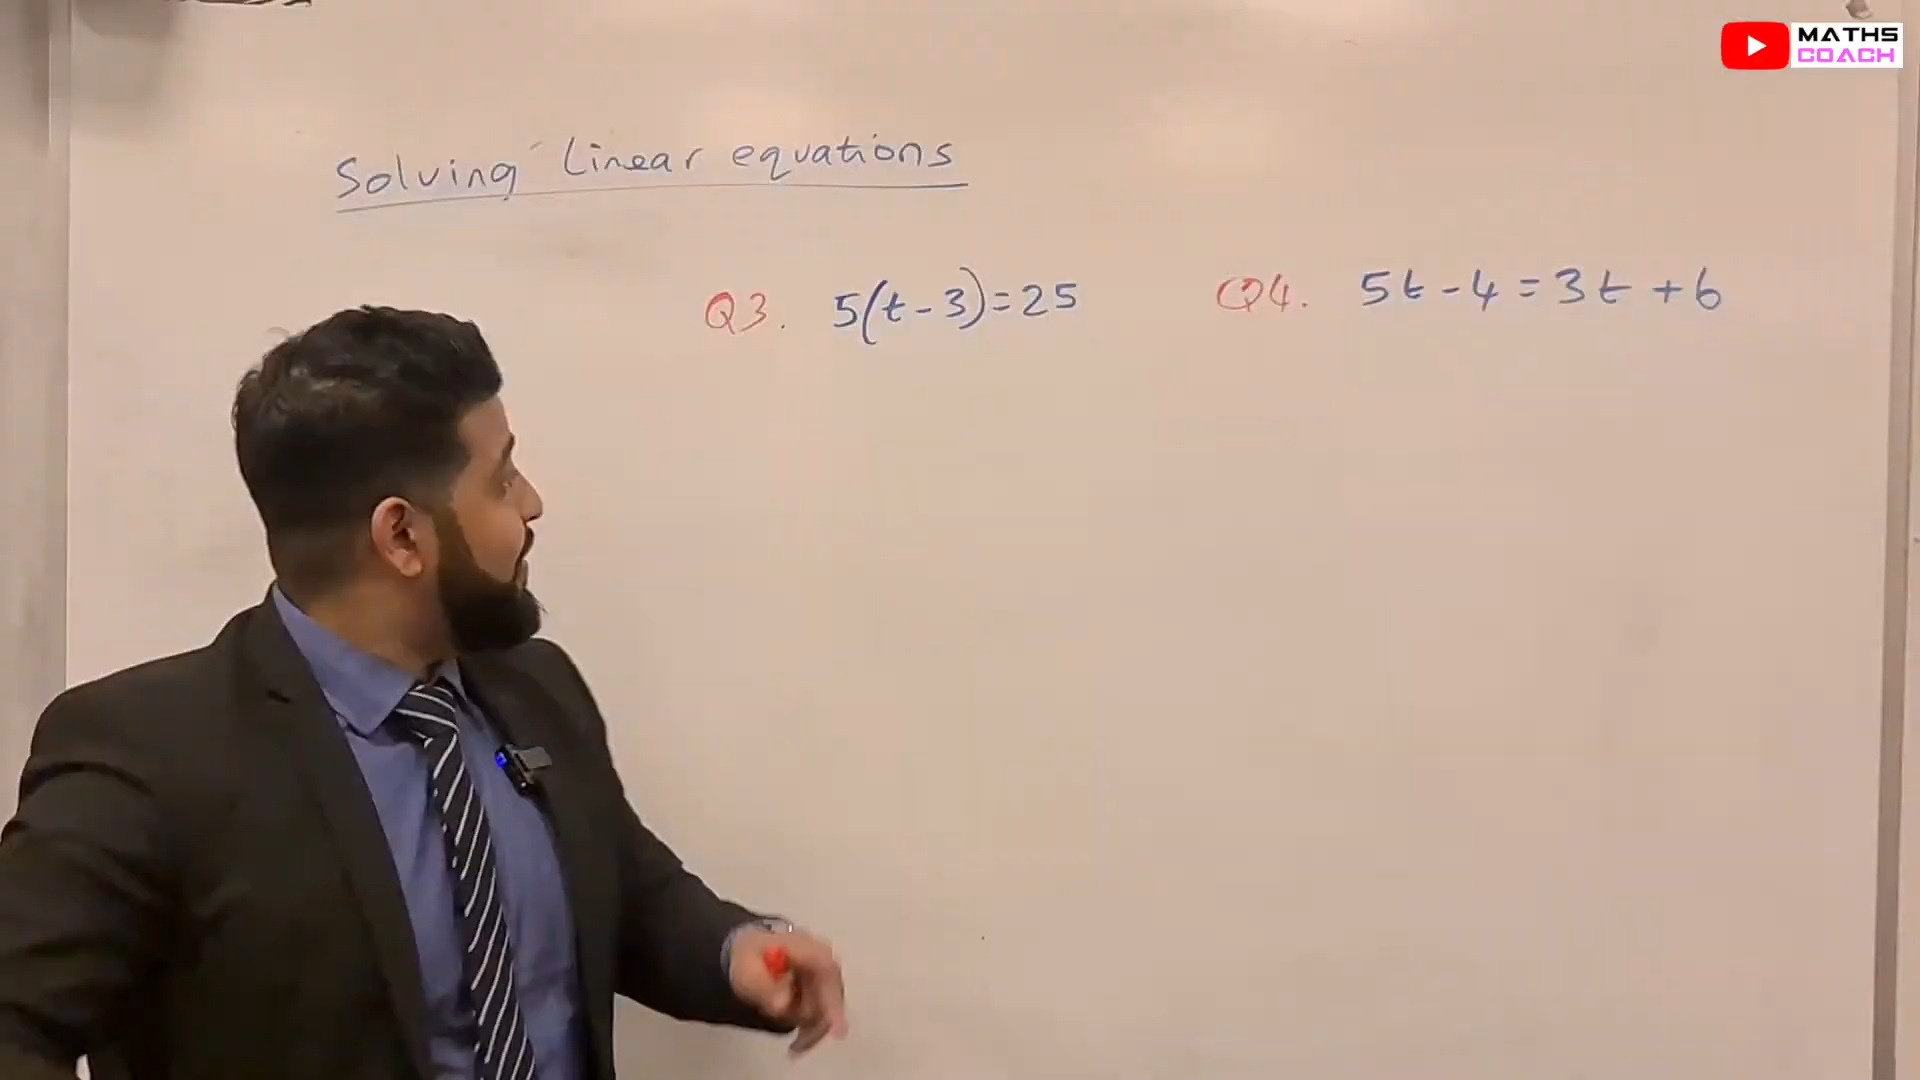 MATHS
COACH
Solving Linear equations
Q3. 5(t-3)=25
Q4. 5t-4=3t+6